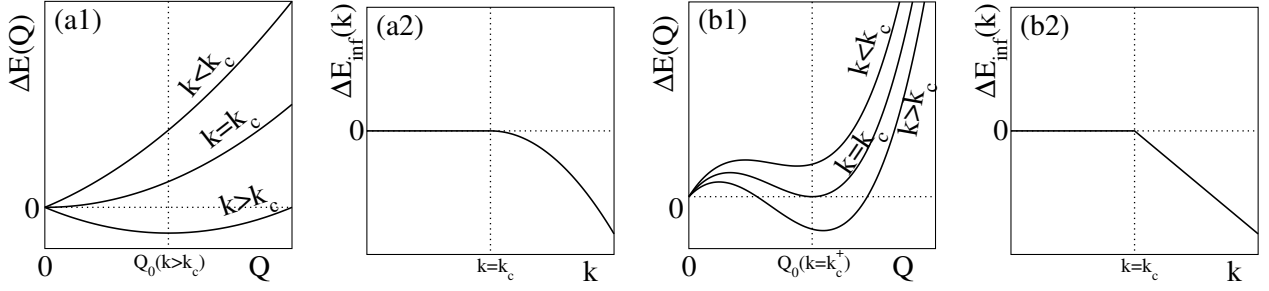 (a1)
ΔE(Q)
k<k_c
k=k_c
k>k_c
0
0
Q_0(k>k_c)
Q
(a2)
ΔE_inf(k)
0
k=k_c
k
(b1)
ΔE(Q)
k<k_c
k=k_c
k>k_c
0
0
Q_0(k=k_c^+)
Q
(b2)
ΔE_inf(k)
0
k=k_c
k